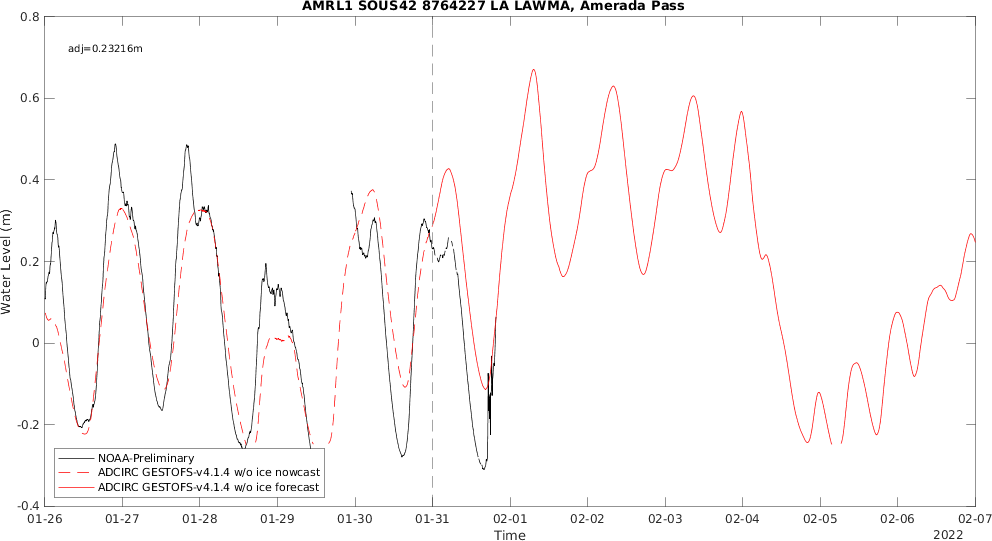 AMRL1 SOUS42 8764227 LA LAWMA, Amerada Pass
adj=0.23216m
Water Level (m)
0.8
0.6
0.4
0.2
0
-0.2
-0.4
NOAA-Preliminary
ADCIRC GESTOFS-v4.1.4 w/o ice nowcast
ADCIRC GESTOFS-v4.1.4 w/o ice forecast
01-26 01-27 01-28 01-29 01-30 01-31 02-01 02-02 02-03 02-04 02-05 02-06 02-07
Time
2022